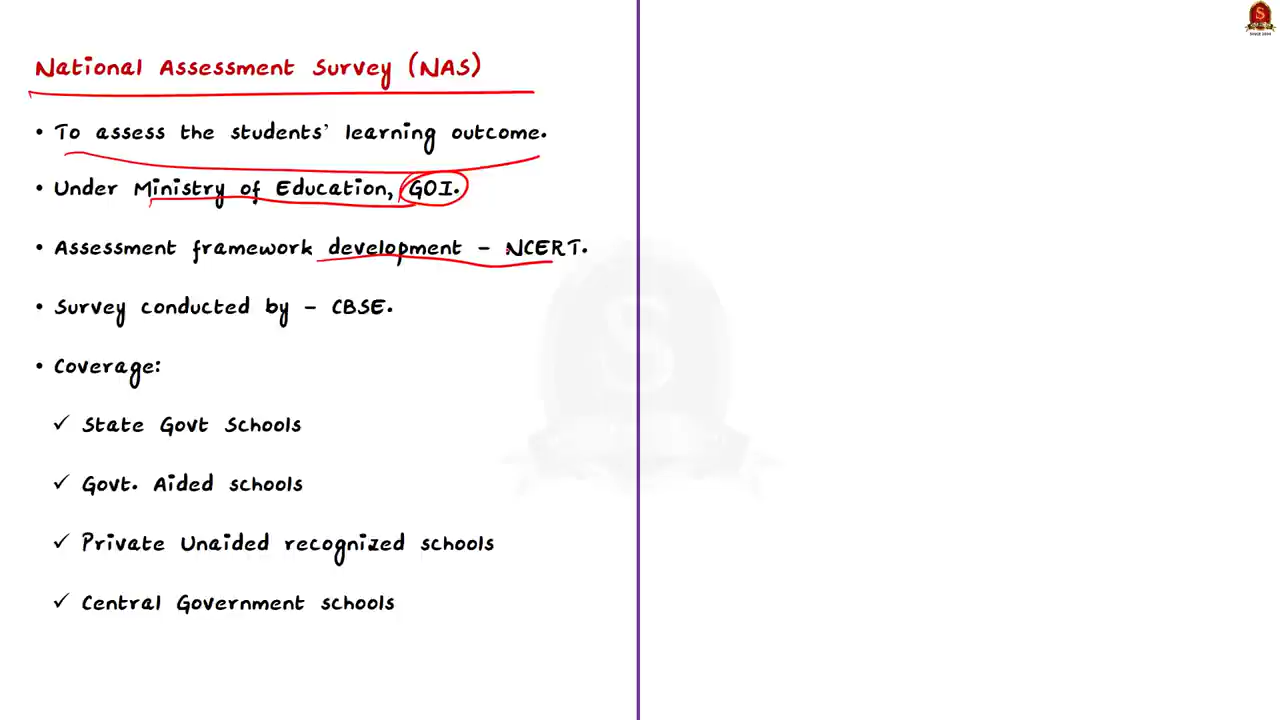 National Assessment Survey (NAS)
• To assess the students' learning outcome.
• Under Ministry of Education, GOI.
• Assessment framework development - NCERT.
• Survey conducted by - CBSE.
• Coverage:
✓ State Govt Schools
✓ Govt. Aided schools
✓ Private Unaided recognized schools
✓ Central Government schools